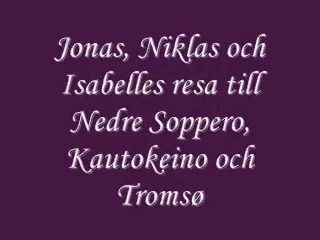 Jonas, Niklas och
Isabelles resa till
Nedre Soppero,
Kautokeino och
Tromsø